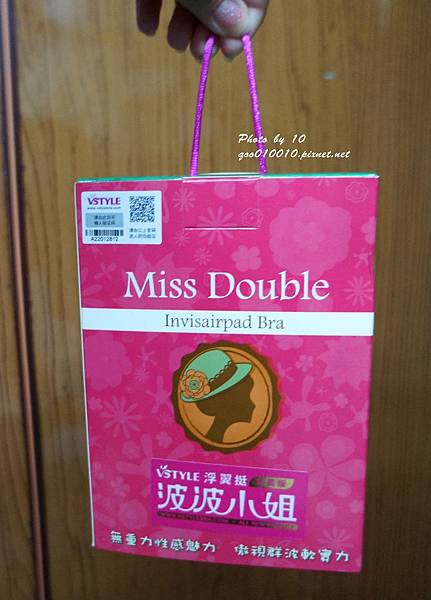 Photo by 10
goo010010.pixnet.net
VSTYLE
A22012812
Miss Double
Invisairpad Bra
VSTYLE 浮翼挺
波波小姐
無重力性感魅力 傲視群波軟實力